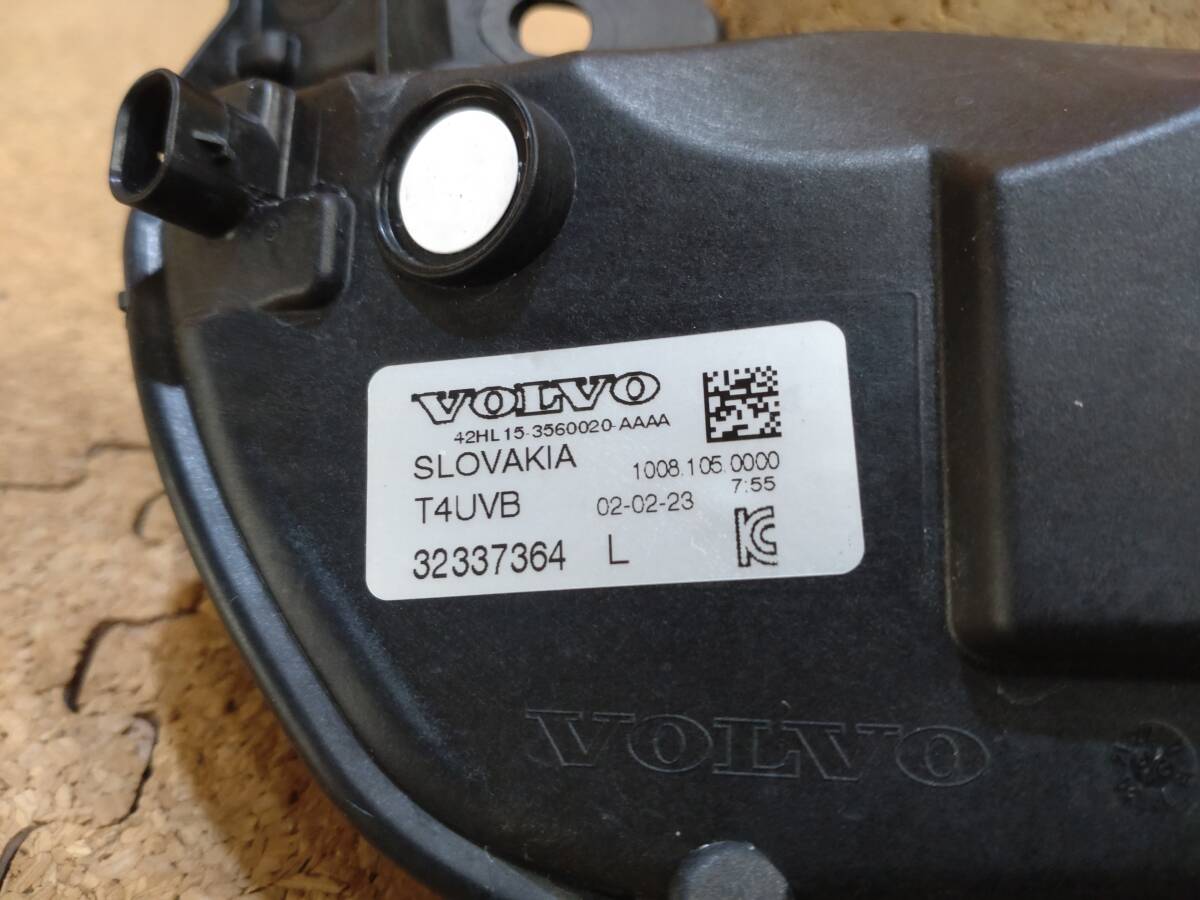 VOLVO
42HL15-3560020-AAAA
SLOVAKIA 1008.105.0000
7:55
T4UVB 02-02-23
32337364 L
VOLVO